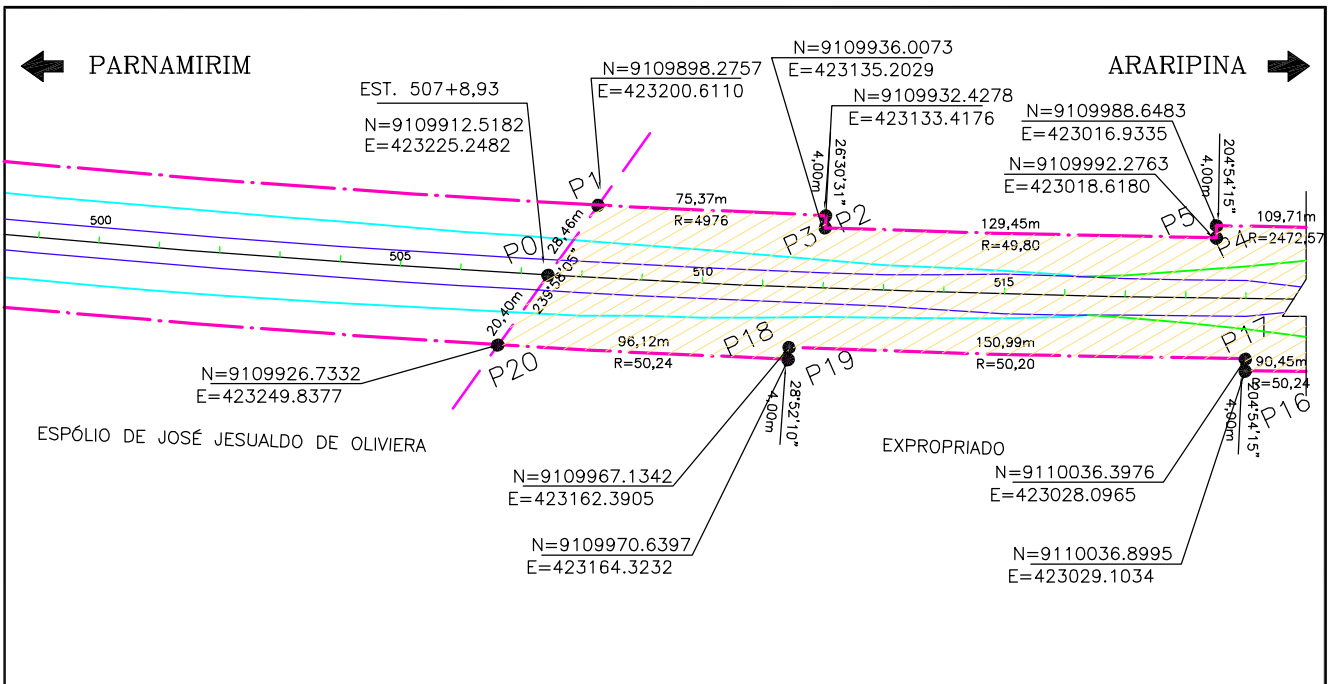 PARNAMIRIM
ARARIPINA
EST. 507+8,93
N=9109912.5182
E=423225.2482
N=9109898.2757
E=423200.6110
N=9109936.0073
E=423135.2029
N=9109932.4278
E=423133.4176
N=9109988.6483
E=423016.9335
N=9109992.2763
E=423018.6180
26°30'31"
4,00m
204°54'15"
4,00m
P1
75,37m
R=4976
P3
P2
129,45m
R=49,80
P5
P4
109,71m
R=2472,57
500
505
510
515
P0
28,46m
239°58'05"
20,40m
P20
96,12m
R=50,24
P18
P19
150,99m
R=50,20
P17
90,45m
R=50,24
P16
28°52'10"
4,00m
204°54'15"
4,00m
N=9109926.7332
E=423249.8377
ESPÓLIO DE JOSÉ JESUALDO DE OLIVIERA
EXPROPRIADO
N=9109967.1342
E=423162.3905
N=9109970.6397
E=423164.3232
N=9110036.3976
E=423028.0965
N=9110036.8995
E=423029.1034